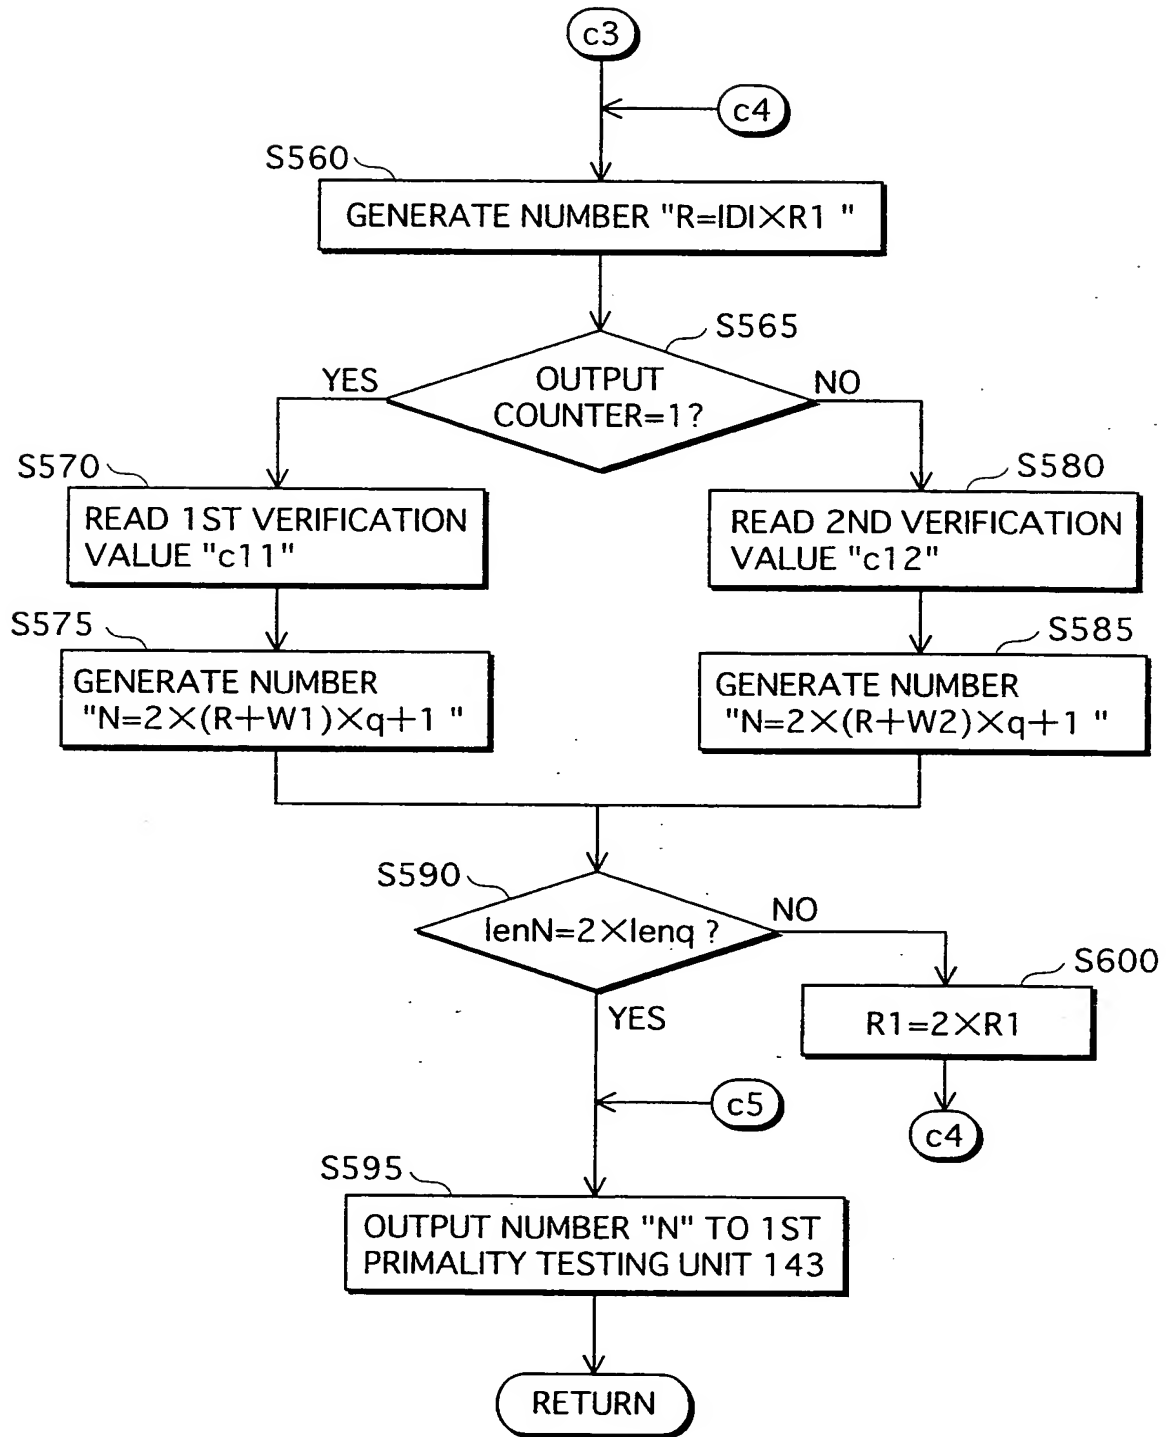 c3
c4
S560
GENERATE NUMBER "R=IDI×R1 "
S565
YES
OUTPUT
COUNTER=1?
NO
S570
READ 1ST VERIFICATION
VALUE "c11"
S580
READ 2ND VERIFICATION
VALUE "c12"
S575
GENERATE NUMBER
"N=2×(R+W1)×q+1 "
S585
GENERATE NUMBER
"N=2×(R+W2)×q+1 "
S590
lenN=2×lenq ?
NO
YES
S600
R1=2×R1
c5
c4
S595
OUTPUT NUMBER "N" TO 1ST
PRIMALITY TESTING UNIT 143
RETURN